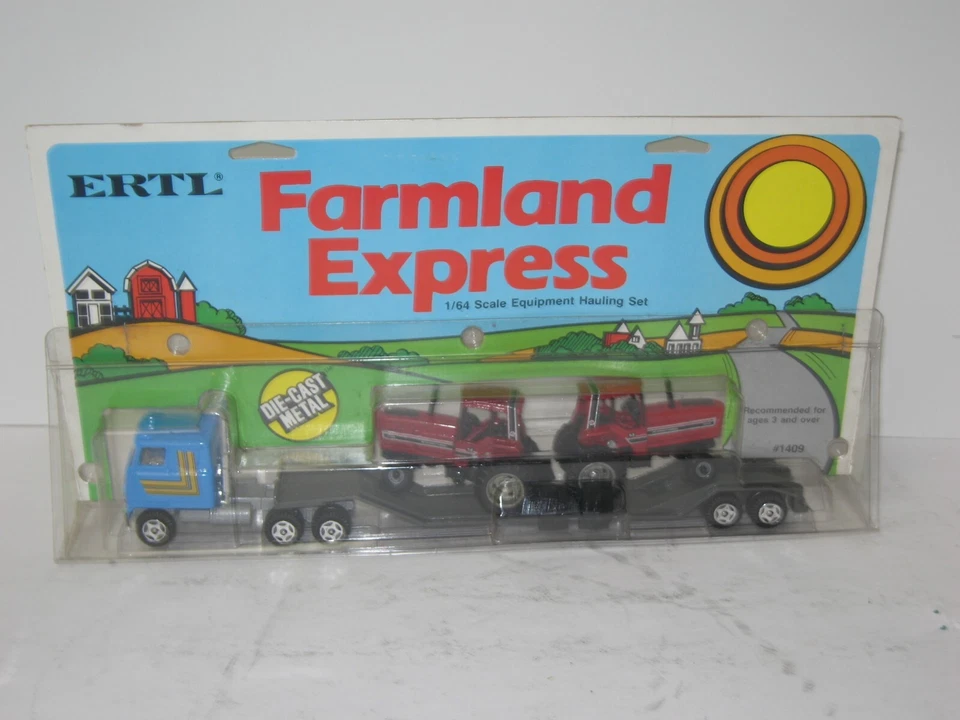 ERTL®
Farmland
Express
1/64 Scale Equipment Hauling Set
DIE-CAST
METAL
Recommended for
ages 3 and over
#1409